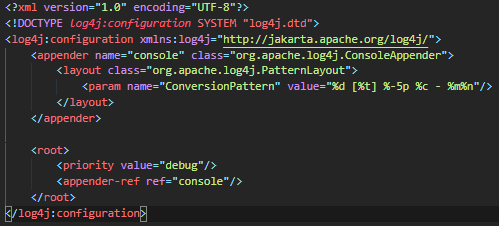 <?xml version="1.0" encoding="UTF-8"?>
<!DOCTYPE log4j:configuration SYSTEM "log4j.dtd">
<log4j:configuration xmlns:log4j="http://jakarta.apache.org/log4j/">
    <appender name="console" class="org.apache.log4j.ConsoleAppender">
        <layout class="org.apache.log4j.PatternLayout">
            <param name="ConversionPattern" value="%d [%t] %-5p %c - %m%n"/>
        </layout>
    </appender>

    <root>
        <priority value="debug"/>
        <appender-ref ref="console"/>
    </root>
</log4j:configuration>